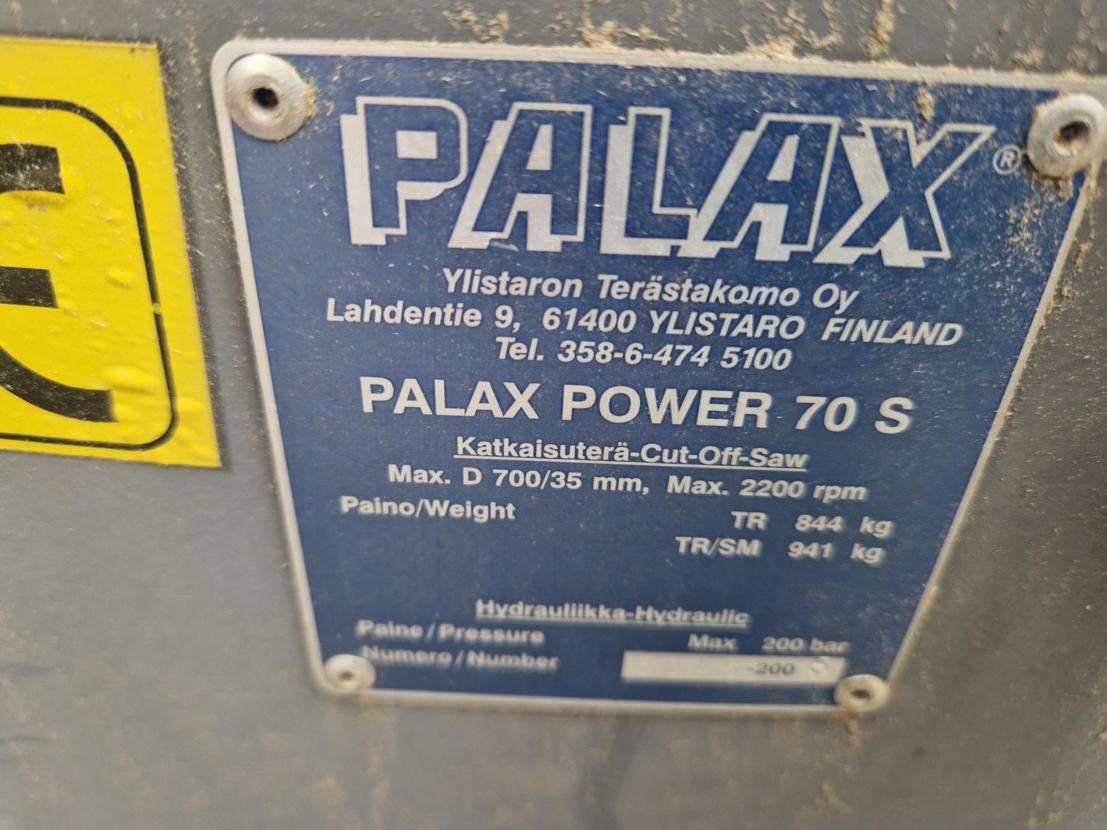 PALAX®
Ylistaron Terästakomo Oy
Lahdentie 9, 61400 YLISTARO FINLAND
Tel. 358-6-474 5100
PALAX POWER 70 S
Katkaisuterä-Cut-Off-Saw
Max. D 700/35 mm, Max. 2200 rpm
Paino/Weight TR 844 kg
TR/SM 941 kg
Hydrauliikka-Hydraulic
Paine/Pressure Max 200 bar
Numero/Number -200